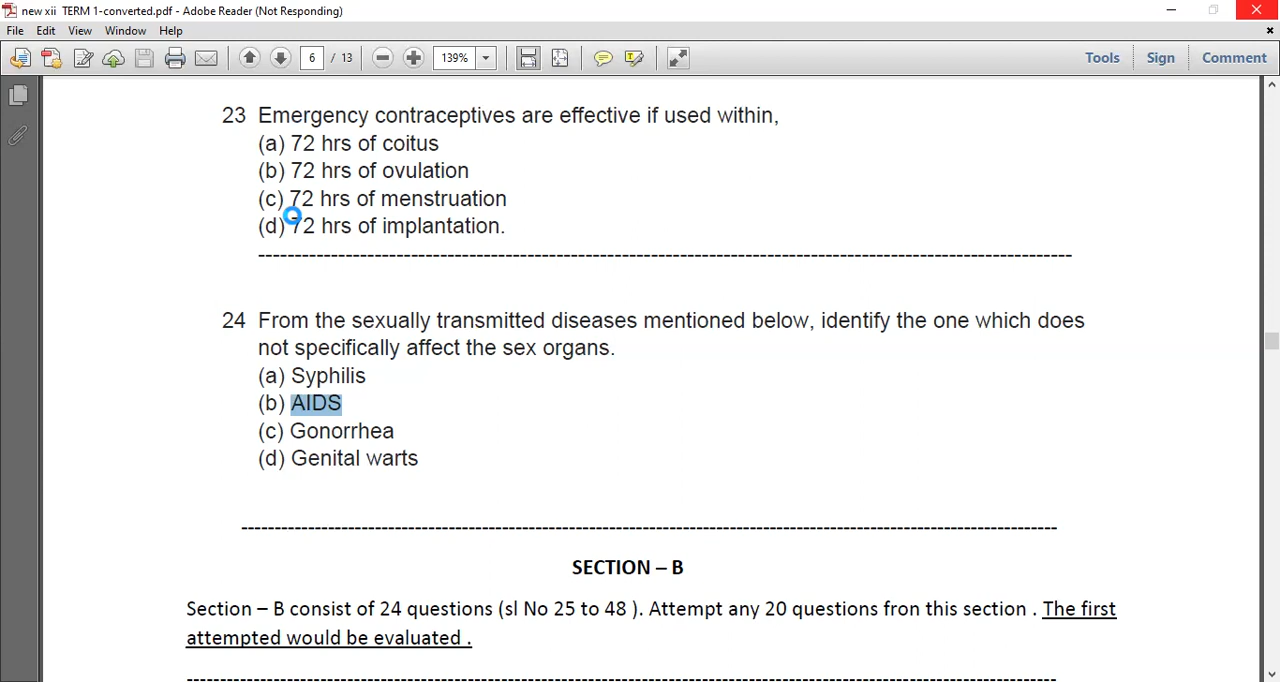 new xii TERM 1-converted.pdf - Adobe Reader (Not Responding)
File Edit View Window Help
6 / 13 139% Tools Sign Comment
23 Emergency contraceptives are effective if used within,
(a) 72 hrs of coitus
(b) 72 hrs of ovulation
(c) 72 hrs of menstruation
(d) 72 hrs of implantation.
24 From the sexually transmitted diseases mentioned below, identify the one which does
not specifically affect the sex organs.
(a) Syphilis
(b) AIDS
(c) Gonorrhea
(d) Genital warts
SECTION – B
Section – B consist of 24 questions (sl No 25 to 48 ). Attempt any 20 questions fron this section . The first
attempted would be evaluated .